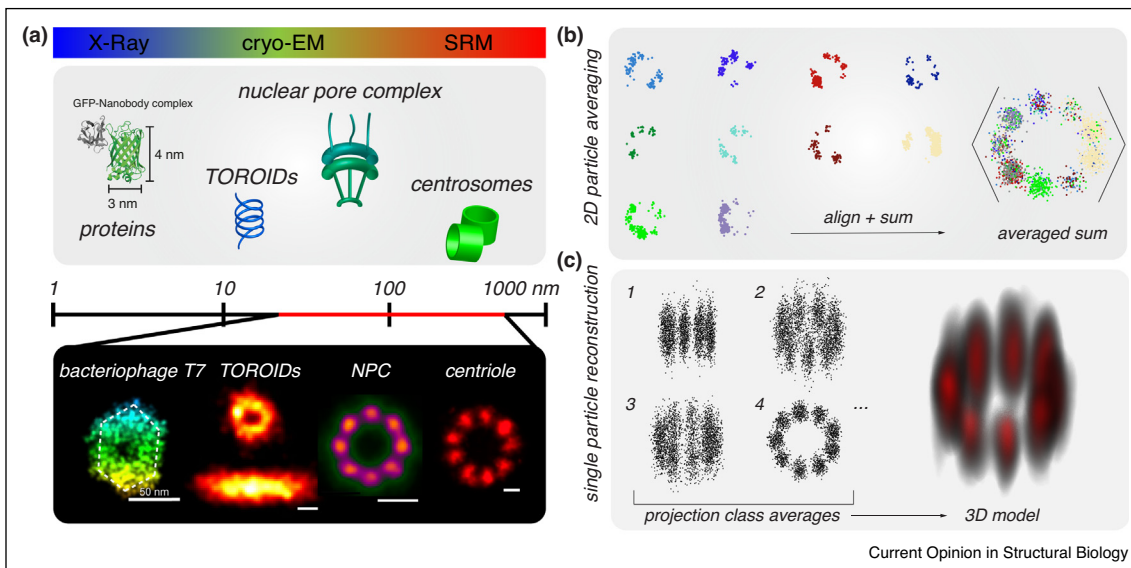 (a)
X-Ray cryo-EM SRM
GFP-Nanobody complex
4 nm
3 nm
proteins
TOROIDs
nuclear pore complex
centrosomes
1 10 100 1000 nm
bacteriophage T7 TOROIDs NPC centriole
50 nm
(b)
2D particle averaging
align + sum
averaged sum
(c)
single particle reconstruction
1 2
3 4 ...
projection class averages
3D model
Current Opinion in Structural Biology